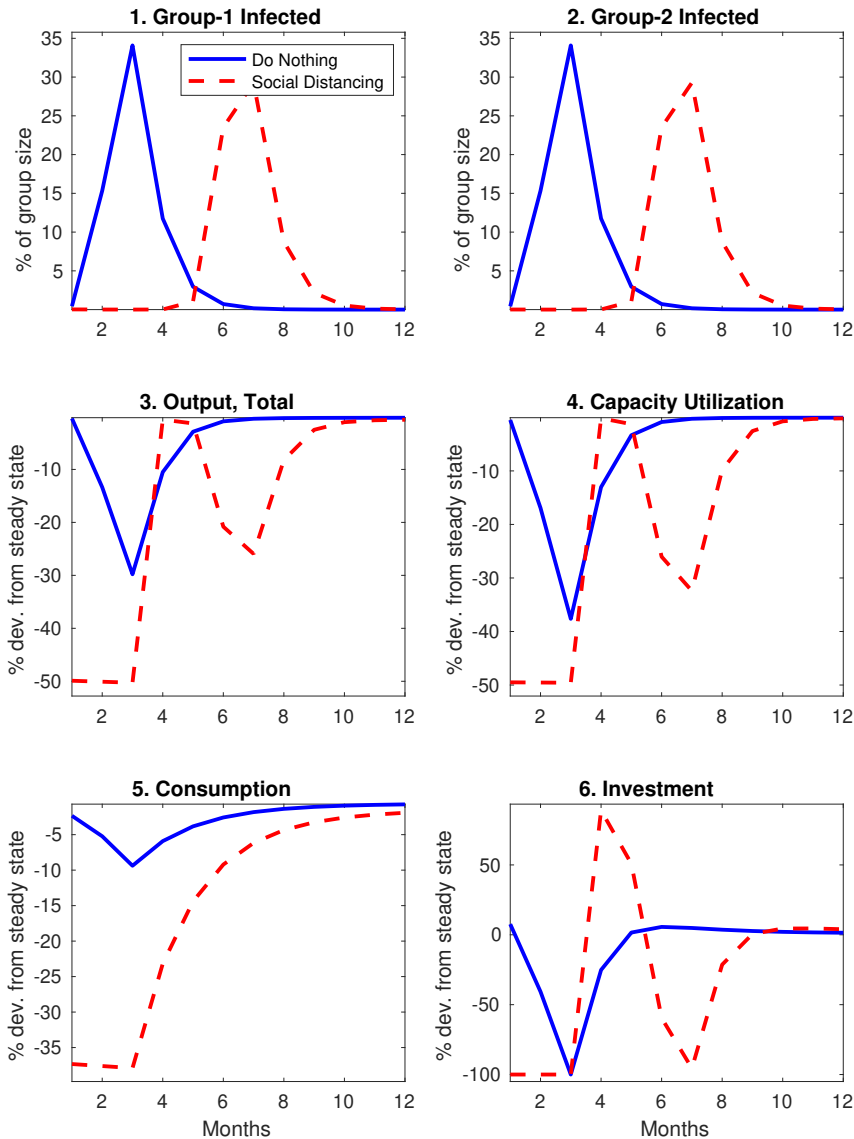 1. Group-1 Infected
35
30
25
20
15
10
5
% of group size
2 4 6 8 10 12
Do Nothing
Social Distancing
2. Group-2 Infected
35
30
25
20
15
10
5
% of group size
2 4 6 8 10 12
3. Output, Total
-10
-20
-30
-40
-50
% dev. from steady state
2 4 6 8 10 12
4. Capacity Utilization
-10
-20
-30
-40
-50
% dev. from steady state
2 4 6 8 10 12
5. Consumption
-5
-10
-15
-20
-25
-30
-35
% dev. from steady state
2 4 6 8 10 12
Months
6. Investment
50
0
-50
-100
% dev. from steady state
2 4 6 8 10 12
Months